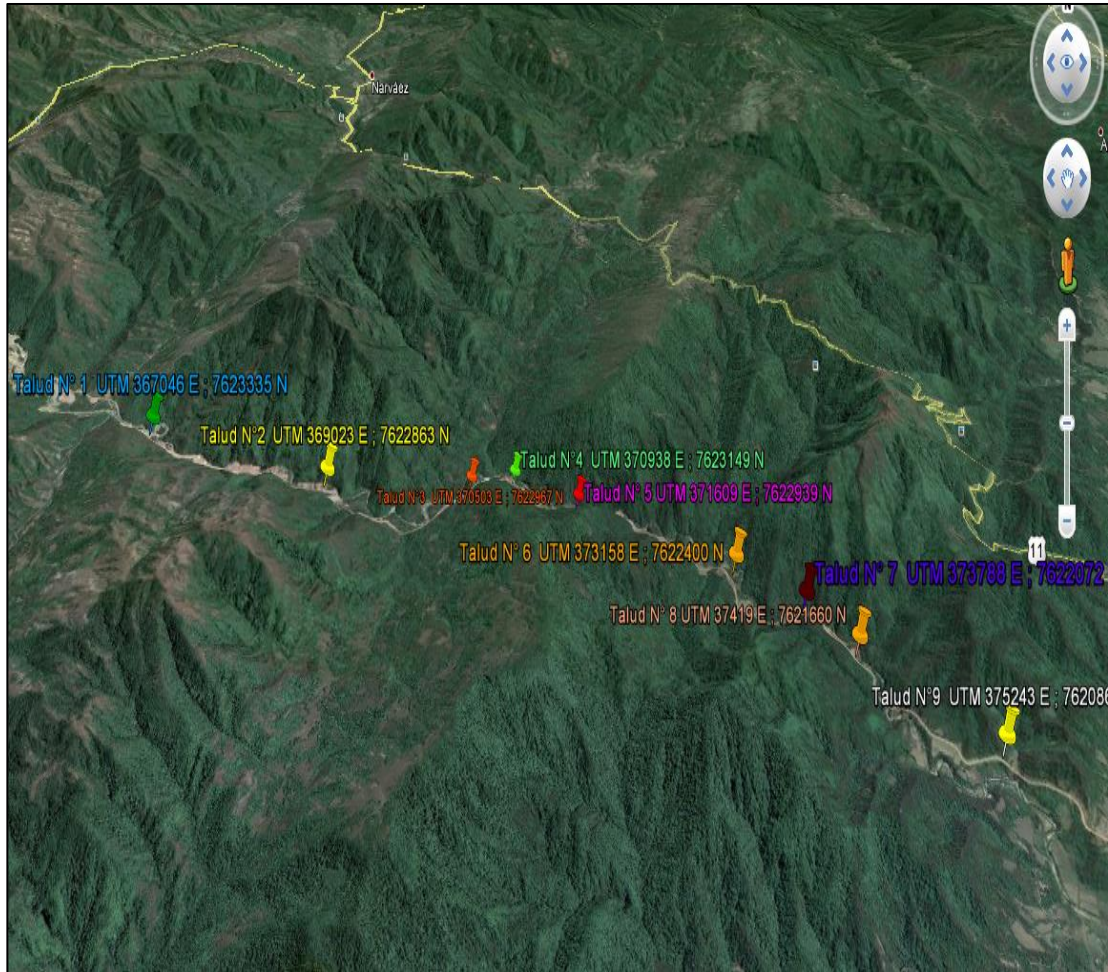 N
Narváez
A
Talud N° 1 UTM 367046 E ; 7623335 N
Talud N°2 UTM 369023 E ; 7622863 N
Talud N°4 UTM 370938 E ; 7623149 N
Talud N°3 UTM 370503 E ; 7622967 N
Talud N° 5 UTM 371609 E ; 7622939 N
Talud N° 6 UTM 373158 E ; 7622400 N
11
Talud N° 7 UTM 373788 E ; 7622072
Talud N° 8 UTM 37419 E ; 7621660 N
Talud N°9 UTM 375243 E ; 762086